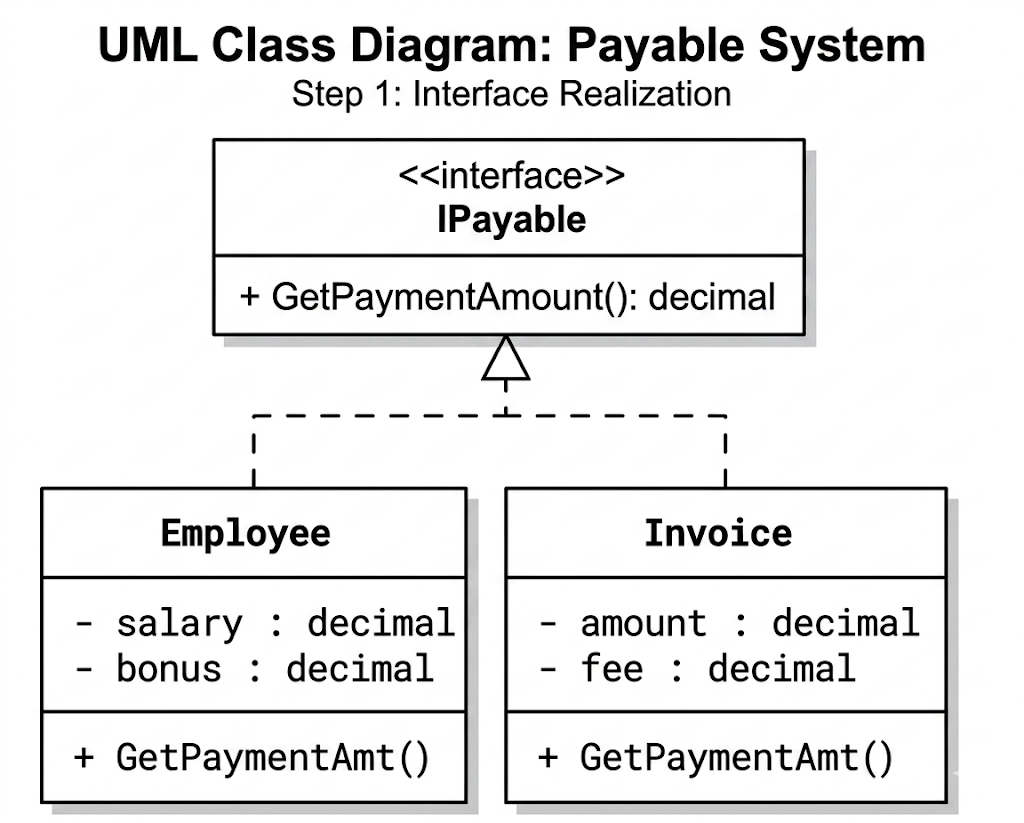 UML Class Diagram: Payable System
Step 1: Interface Realization
<<interface>>
IPayable
+ GetPaymentAmount(): decimal
Employee
- salary : decimal
- bonus : decimal
+ GetPaymentAmt()
Invoice
- amount : decimal
- fee : decimal
+ GetPaymentAmt()